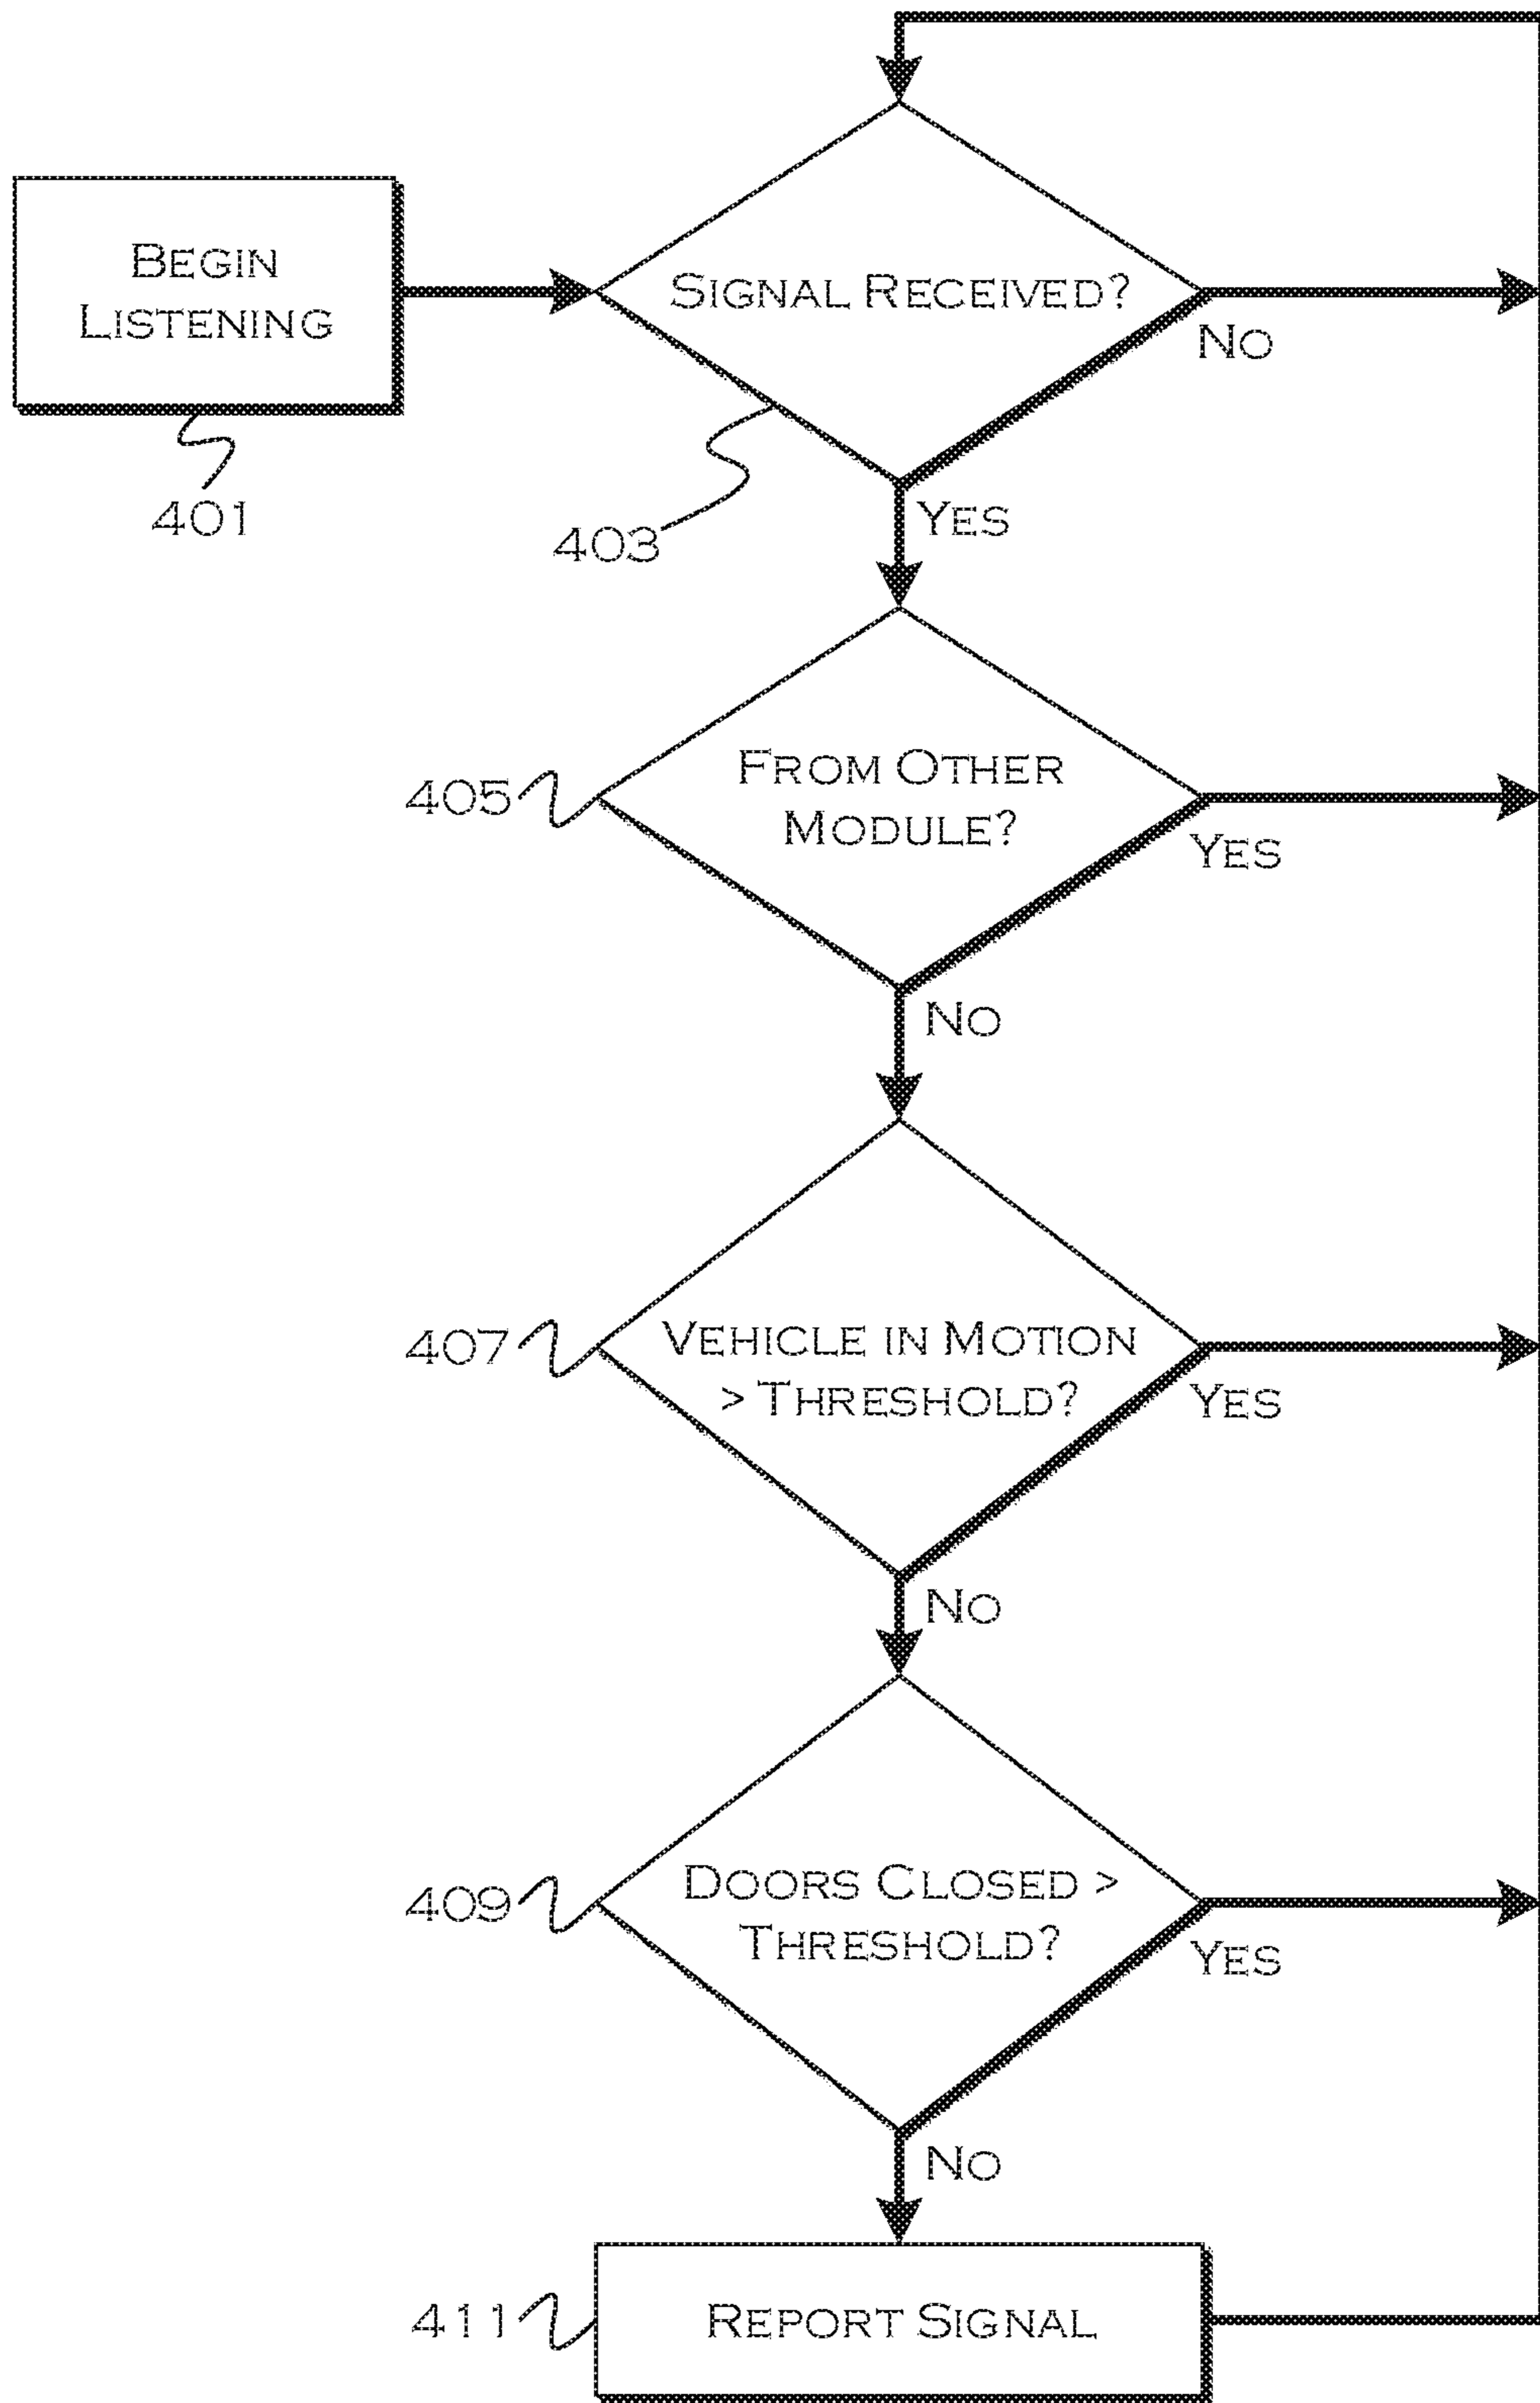 BEGIN
LISTENING
401
SIGNAL RECEIVED?
NO
403
YES
FROM OTHER
MODULE?
405
YES
NO
VEHICLE IN MOTION
> THRESHOLD?
407
YES
NO
DOORS CLOSED >
THRESHOLD?
409
YES
NO
REPORT SIGNAL
411